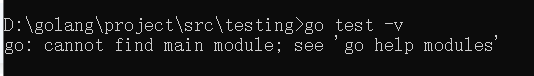 D:\golang\project\src\testing>go test -v
go: cannot find main module; see 'go help modules'